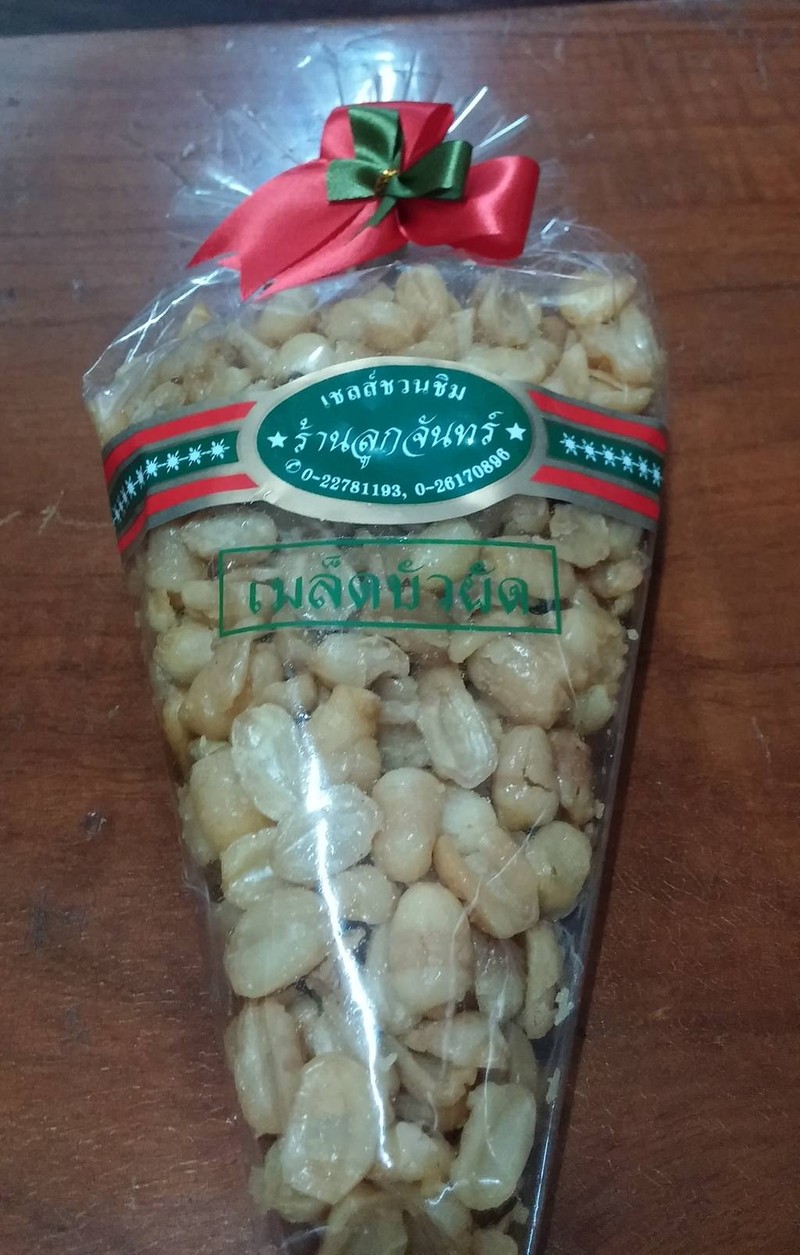 เชลล์ชวนชิม
ร้านลูกจันทร์
✆ 0-22781193, 0-26170896
เมล็ดบัวผัด